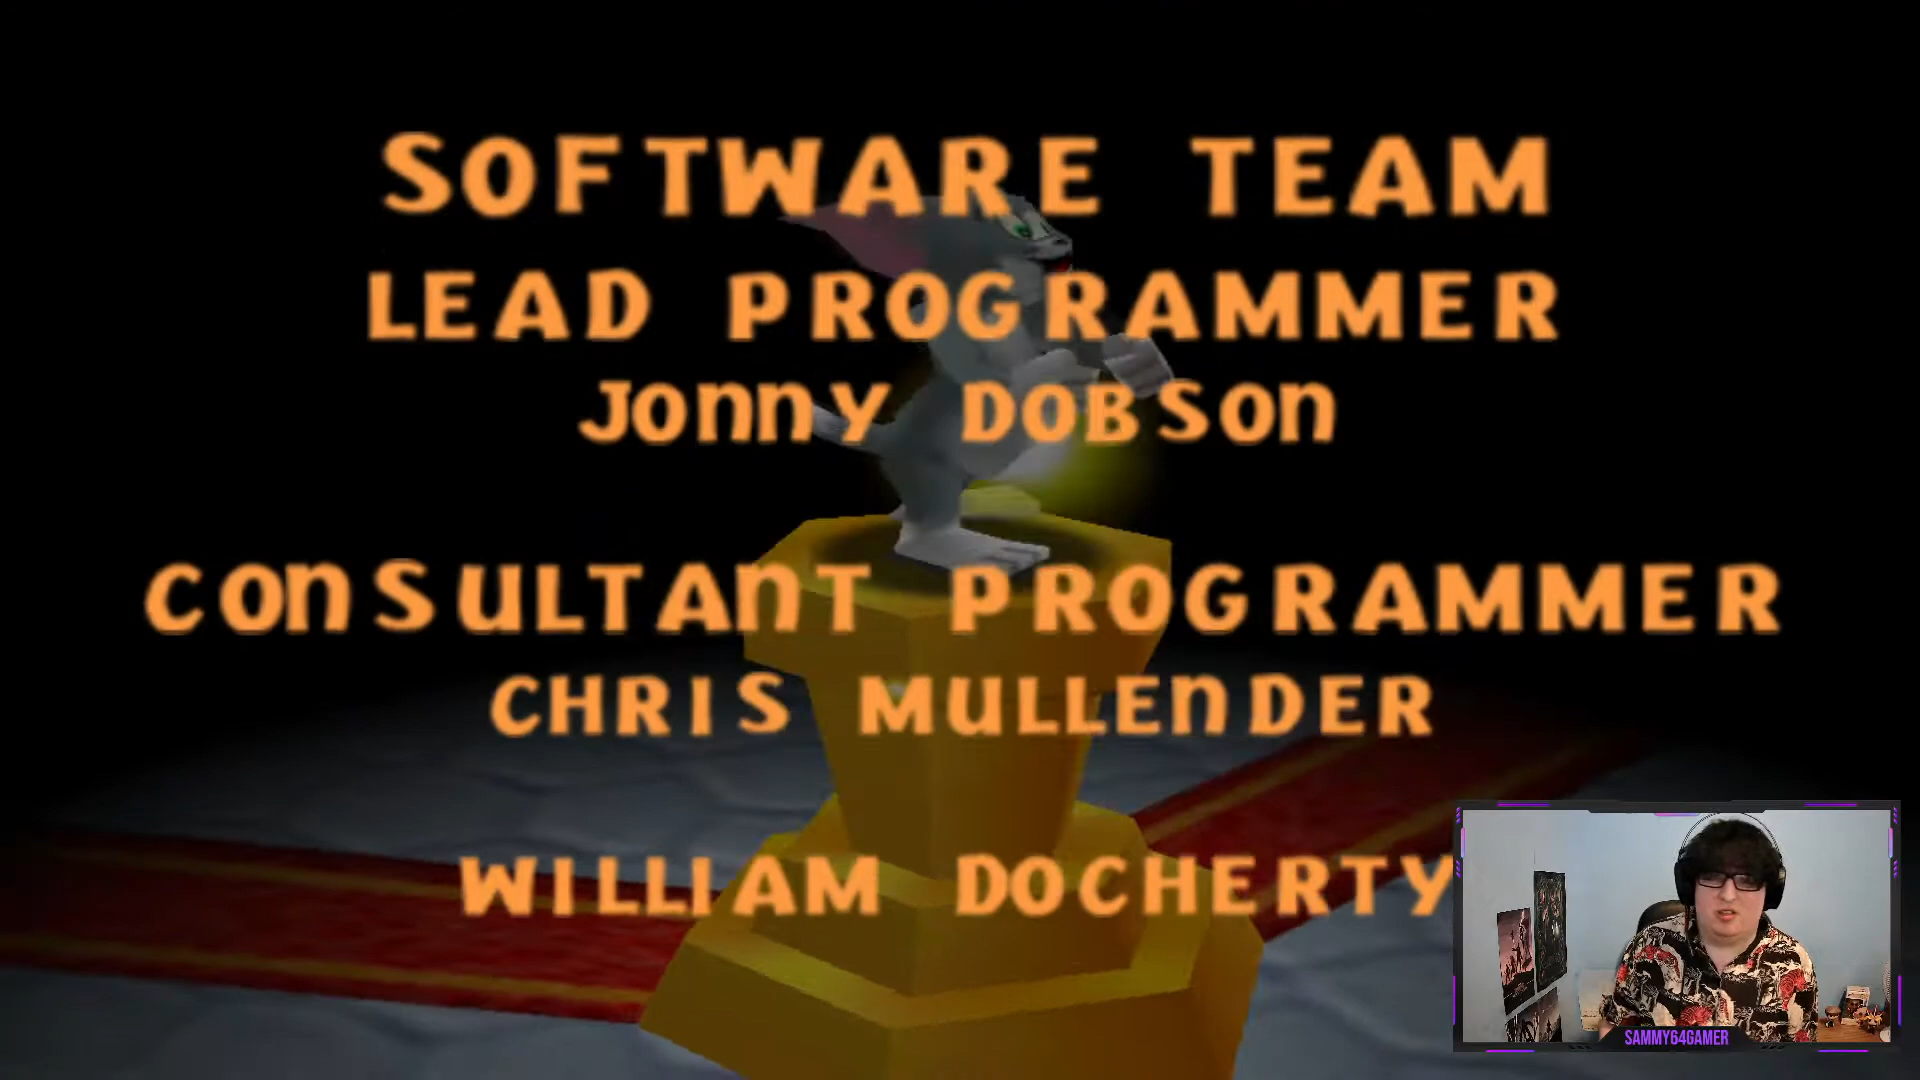 SOFTWARE TEAM
LEAD PROGRAMMER
JONNY DOBSON
CONSULTANT PROGRAMMER
CHRIS MULLENDER
WILLIAM DOCHERTY
SAMMY64GAMER